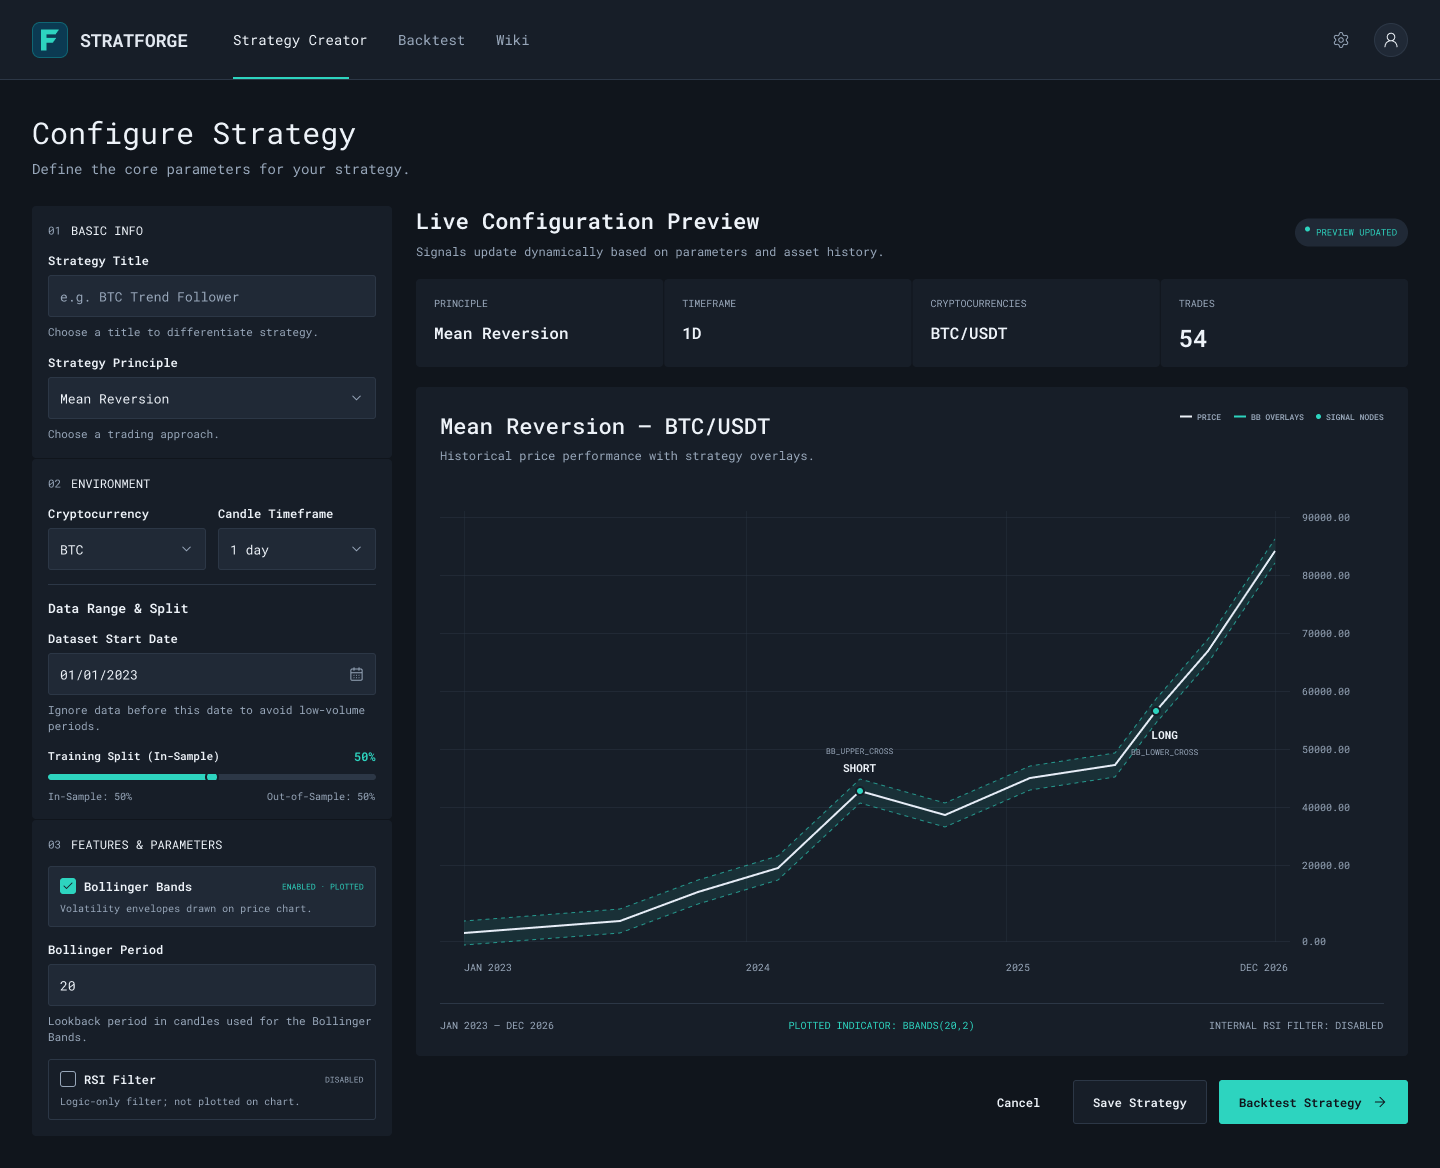 STRATFORGE
Strategy Creator
Backtest
Wiki
Configure Strategy
Define the core parameters for your strategy.
01 BASIC INFO
Strategy Title
e.g. BTC Trend Follower
Choose a title to differentiate strategy.
Strategy Principle
Mean Reversion
Choose a trading approach.
02 ENVIRONMENT
Cryptocurrency
Candle Timeframe
BTC
1 day
Data Range & Split
Dataset Start Date
01/01/2023
Ignore data before this date to avoid low-volume
periods.
Training Split (In-Sample)
50%
In-Sample: 50%
Out-of-Sample: 50%
03 FEATURES & PARAMETERS
Bollinger Bands
ENABLED · PLOTTED
Volatility envelopes drawn on price chart.
Bollinger Period
20
Lookback period in candles used for the Bollinger
Bands.
RSI Filter
DISABLED
Logic-only filter; not plotted on chart.
Live Configuration Preview
Signals update dynamically based on parameters and asset history.
PREVIEW UPDATED
PRINCIPLE
Mean Reversion
TIMEFRAME
1D
CRYPTOCURRENCIES
BTC/USDT
TRADES
54
Mean Reversion — BTC/USDT
Historical price performance with strategy overlays.
PRICE
BB OVERLAYS
SIGNAL NODES
90000.00
80000.00
70000.00
60000.00
50000.00
40000.00
20000.00
0.00
BB_UPPER_CROSS
SHORT
LONG
BB_LOWER_CROSS
JAN 2023
2024
2025
DEC 2026
JAN 2023 — DEC 2026
PLOTTED INDICATOR: BBANDS(20,2)
INTERNAL RSI FILTER: DISABLED
Cancel
Save Strategy
Backtest Strategy